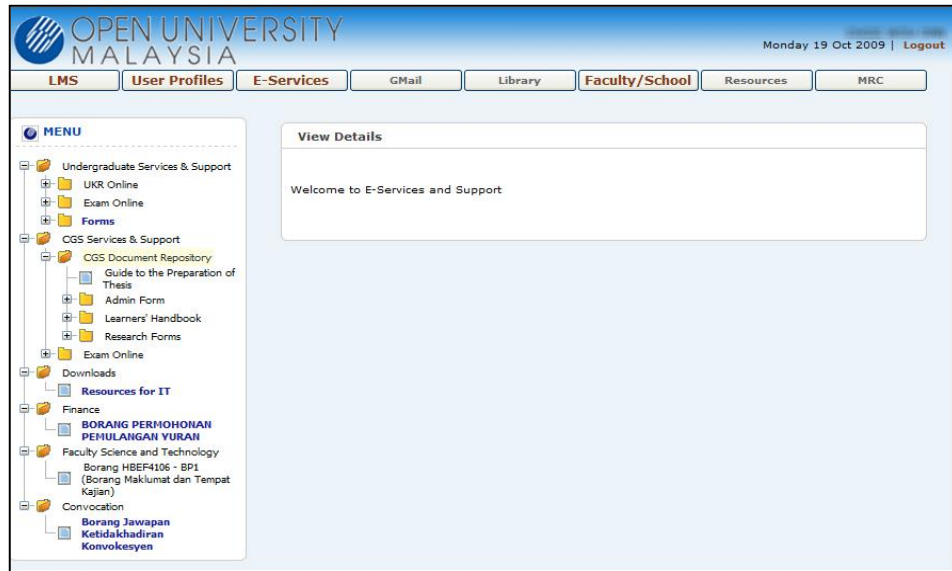 OPEN UNIVERSITY
MALAYSIA
Monday 19 Oct 2009 | Logout
LMS
User Profiles
E-Services
GMail
Library
Faculty/School
Resources
MRC
MENU
Undergraduate Services & Support
UKR Online
Exam Online
Forms
CGS Services & Support
CGS Document Repository
Guide to the Preparation of
Thesis
Admin Form
Learners' Handbook
Research Forms
Exam Online
Downloads
Resources for IT
Finance
BORANG PERMOHONAN
PEMULANGAN YURAN
Faculty Science and Technology
Borang HBEF4106 - BP1
(Borang Maklumat dan Tempat
Kajian)
Convocation
Borang Jawapan
Ketidakhadiran
Konvokesyen
View Details
Welcome to E-Services and Support